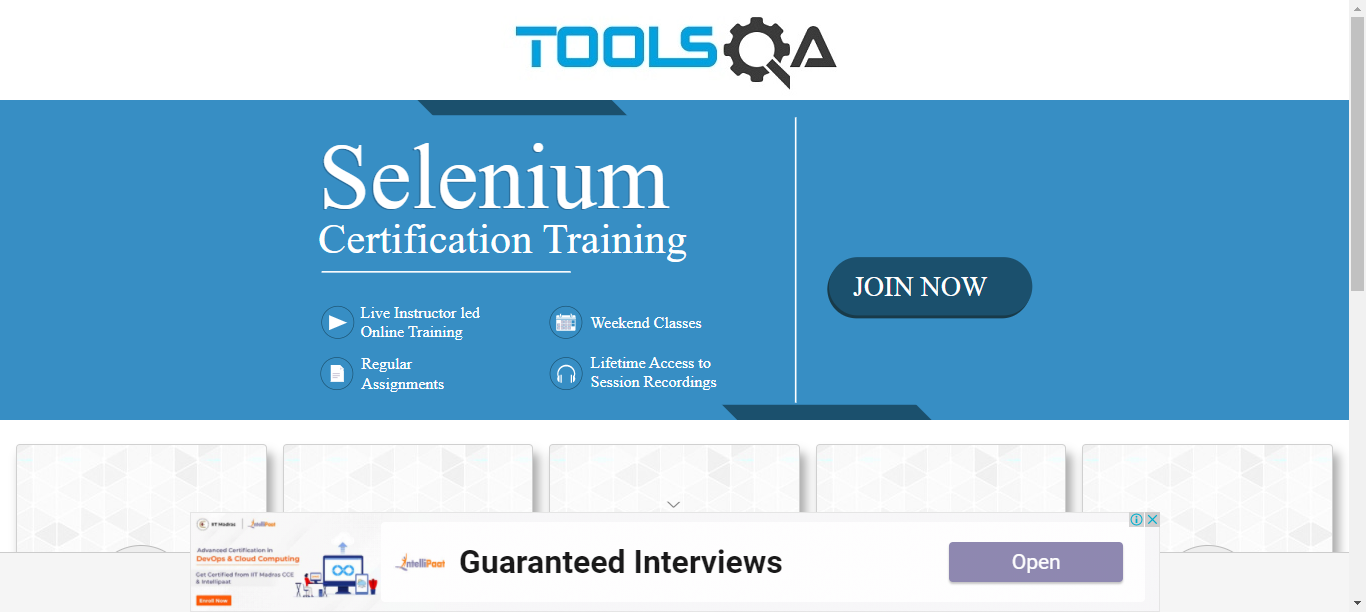 TOOLSQA
Selenium
Certification Training
JOIN NOW
Live Instructor led
Online Training
Weekend Classes
Regular
Assignments
Lifetime Access to
Session Recordings
IIT Madras
IntelliPaat
Advanced Certification in
DevOps & Cloud Computing
Get Certified from IIT Madras CCE
& Intellipaat
Enroll Now
IntelliPaat
Guaranteed Interviews
Open